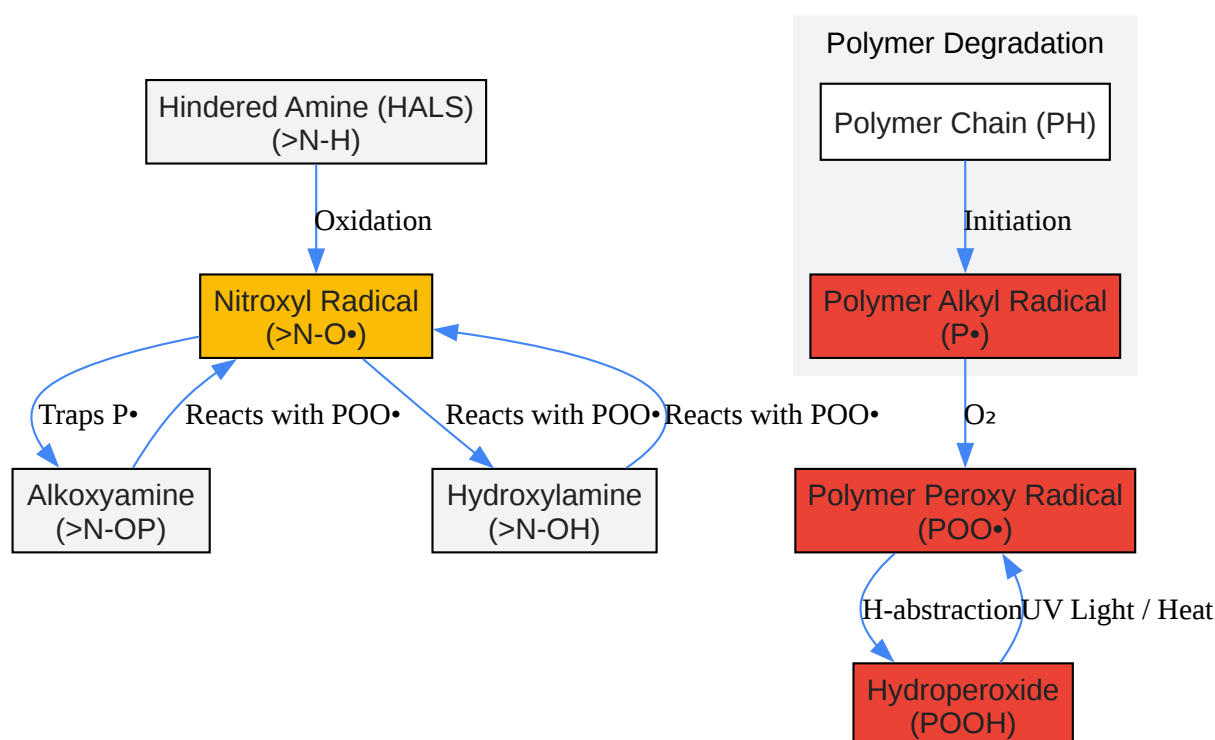 Polymer Degradation
Hindered Amine (HALS)
(>N-H)
Polymer Chain (PH)
Oxidation
Initiation
Nitroxyl Radical
(>N-O•)
Polymer Alkyl Radical
(P•)
Traps P•
Reacts with POO•
Reacts with POO•
Reacts with POO•
O₂
Alkoxyamine
(>N-OP)
Hydroxylamine
(>N-OH)
Polymer Peroxy Radical
(POO•)
H-abstraction
UV Light / Heat
Hydroperoxide
(POOH)